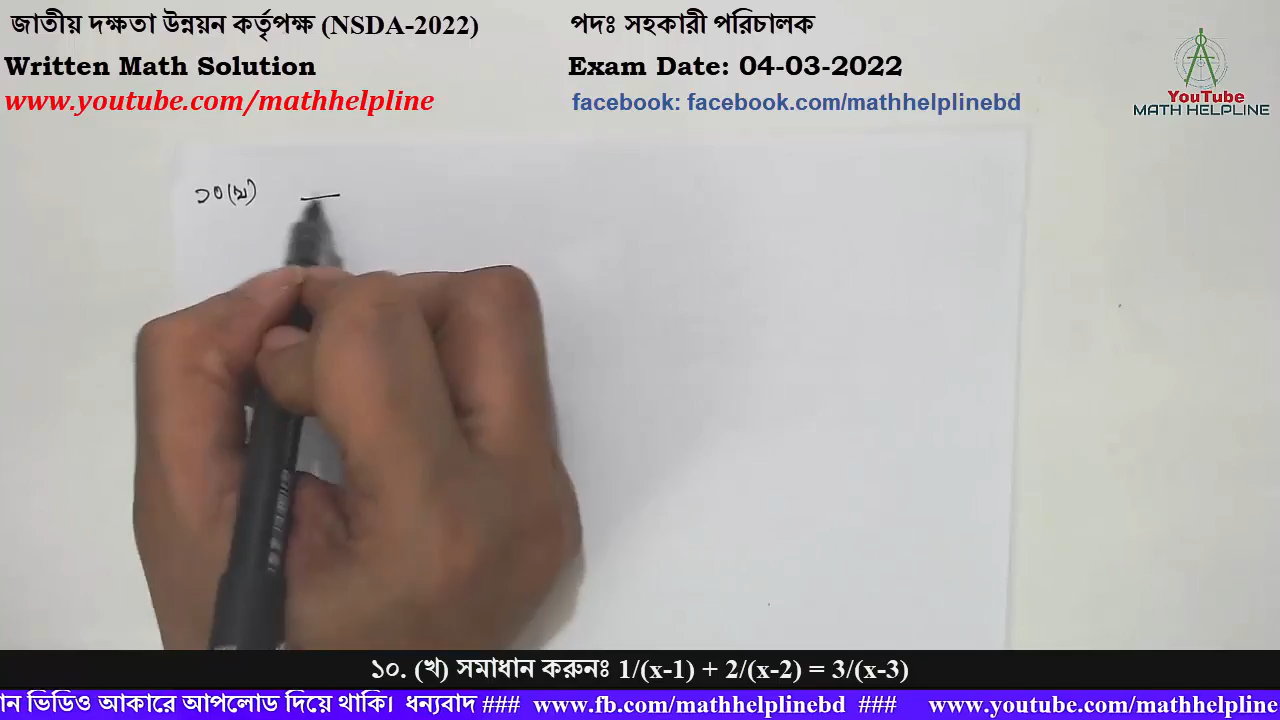 জাতীয় দক্ষতা উন্নয়ন কর্তৃপক্ষ (NSDA-2022)
পদঃ সহকারী পরিচালক
Written Math Solution
Exam Date: 04-03-2022
www.youtube.com/mathhelpline
facebook: facebook.com/mathhelplinebd
YouTube
MATH HELPLINE
১০(খ)
১০. (খ) সমাধান করুনঃ 1/(x-1) + 2/(x-2) = 3/(x-3)
ভিডিও আকারে আপলোড দিয়ে থাকি। ধন্যবাদ ### www.fb.com/mathhelplinebd ### www.youtube.com/mathhelpline